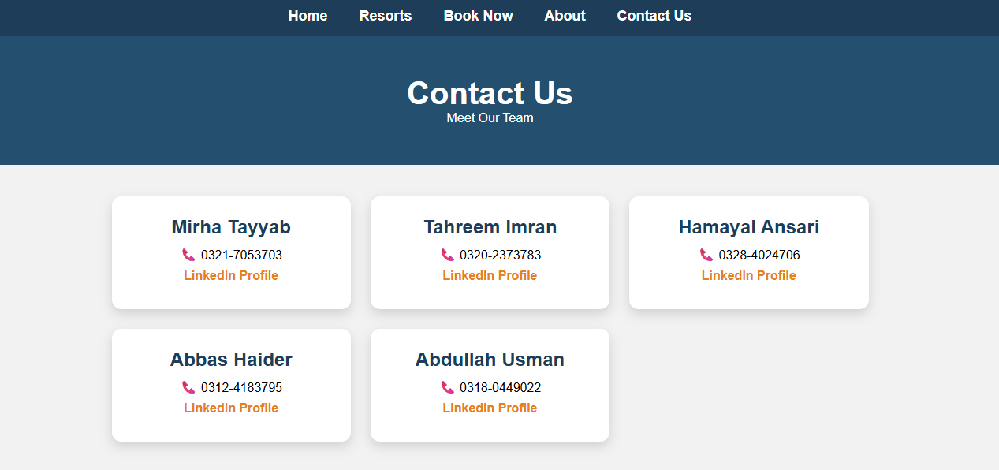 Home Resorts Book Now About Contact Us
Contact Us
Meet Our Team
Mirha Tayyab
0321-7053703
LinkedIn Profile
Tahreem Imran
0320-2373783
LinkedIn Profile
Hamayal Ansari
0328-4024706
LinkedIn Profile
Abbas Haider
0312-4183795
LinkedIn Profile
Abdullah Usman
0318-0449022
LinkedIn Profile